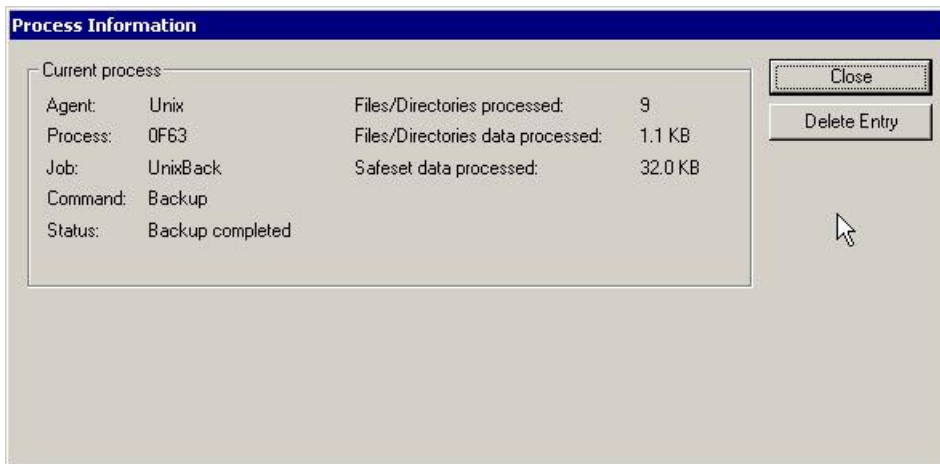 Process Information
Current process
Agent: Unix Files/Directories processed: 9
Process: 0F63 Files/Directories data processed: 1.1 KB
Job: UnixBack Safeset data processed: 32.0 KB
Command: Backup
Status: Backup completed
Close
Delete Entry